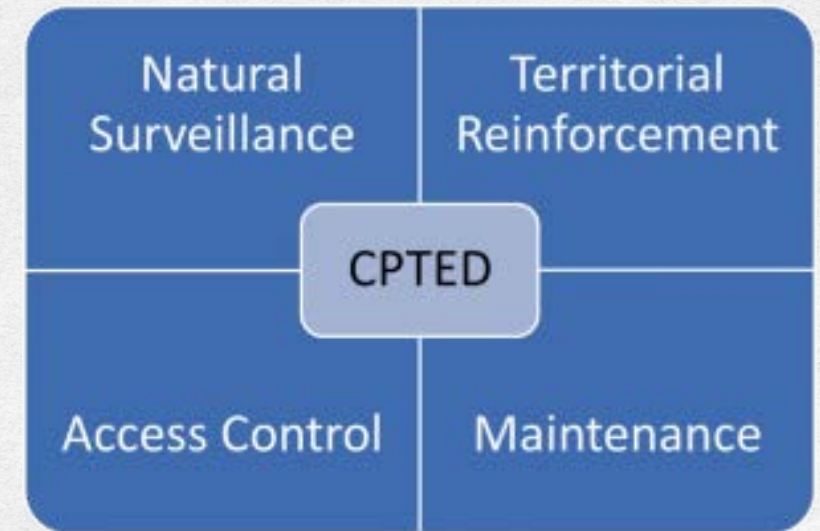 Natural
Surveillance
Territorial
Reinforcement
CPTED
Access Control
Maintenance